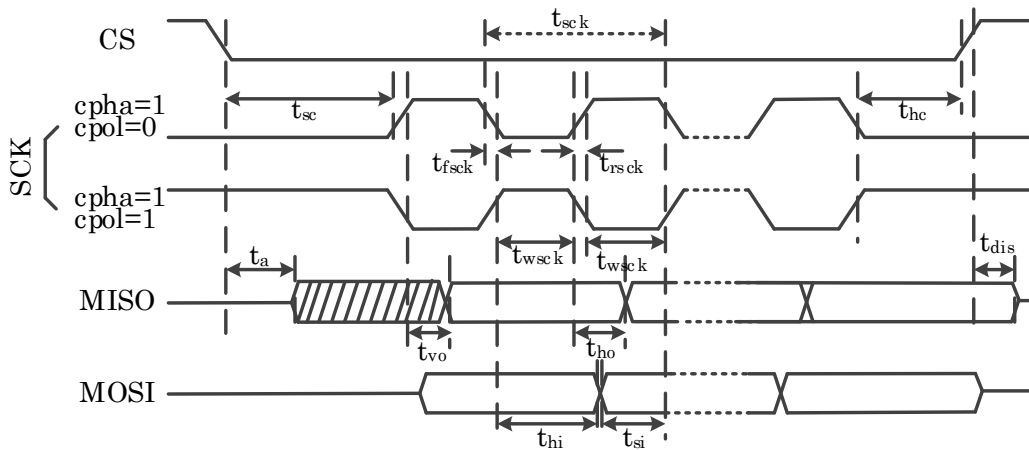 CS
t_sck
SCK
cpha=1
cpol=0
t_sc
t_hc
t_fsck
t_rsck
cpha=1
cpol=1
t_wsck
t_wsck
t_a
t_dis
MISO
t_vo
t_ho
MOSI
t_hi
t_si